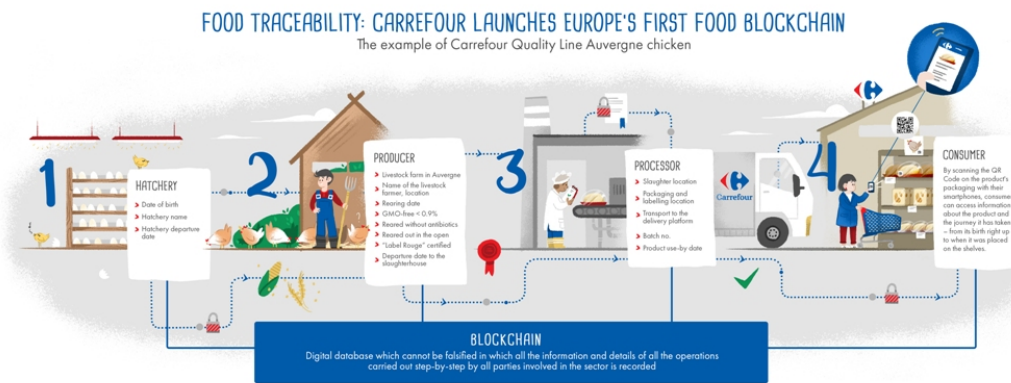 FOOD TRACEABILITY: CARREFOUR LAUNCHES EUROPE'S FIRST FOOD BLOCKCHAIN
The example of Carrefour Quality Line Auvergne chicken
1
HATCHERY
Date of birth
Hatchery name
Hatchery departure
date
2
PRODUCER
Livestock farm in Auvergne
Name of the livestock
farmer, location
Rearing date
GMO-free < 0.9%
Reared without antibiotics
Reared out in the open
"Label Rouge" certified
Departure date to the
slaughterhouse
3
PROCESSOR
Slaughter location
Packaging and
labelling location
Transport to the
delivery platform
Batch no.
Product use-by date
Carrefour
4
CONSUMER
By scanning the QR
Code on the product's
packaging with their
smartphones, consume
can access information
about the product and
the journey it has taken
– from its birth right up
to when it was placed
on the shelves.
BLOCKCHAIN
Digital database which cannot be falsified in which all the information and details of all the operations
carried out step-by-step by all parties involved in the sector is recorded